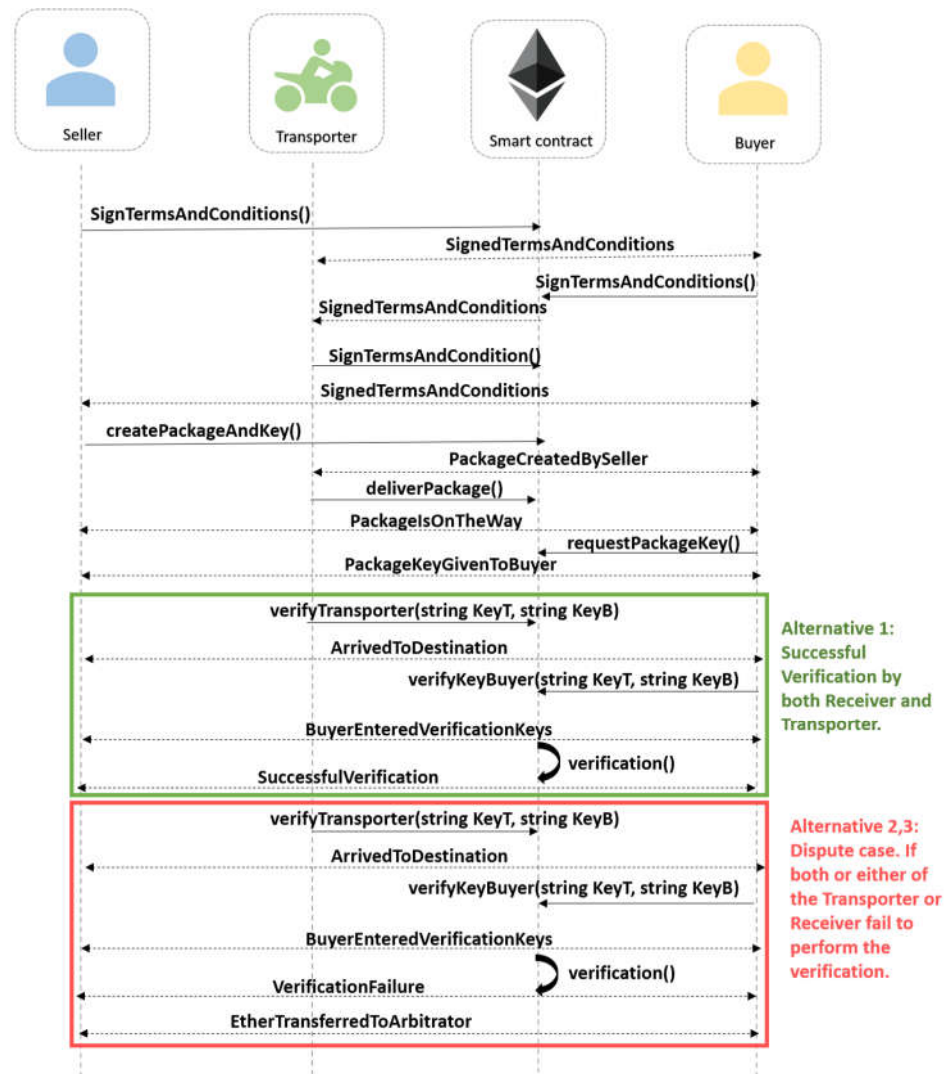 Seller
Transporter
Smart contract
Buyer
SignTermsAndConditions()
SignedTermsAndConditions
SignTermsAndConditions()
SignedTermsAndConditions
SignTermsAndCondition()
SignedTermsAndConditions
createPackageAndKey()
PackageCreatedBySeller
deliverPackage()
PackageIsOnTheWay
requestPackageKey()
PackageKeyGivenToBuyer
verifyTransporter(string KeyT, string KeyB)
ArrivedToDestination
verifyKeyBuyer(string KeyT, string KeyB)
BuyerEnteredVerificationKeys
verification()
SuccessfulVerification
Alternative 1:
Successful
Verification by
both Receiver and
Transporter.
verifyTransporter(string KeyT, string KeyB)
ArrivedToDestination
verifyKeyBuyer(string KeyT, string KeyB)
BuyerEnteredVerificationKeys
verification()
VerificationFailure
EtherTransferredToArbitrator
Alternative 2,3:
Dispute case. If
both or either of
the Transporter or
Receiver fail to
perform the
verification.